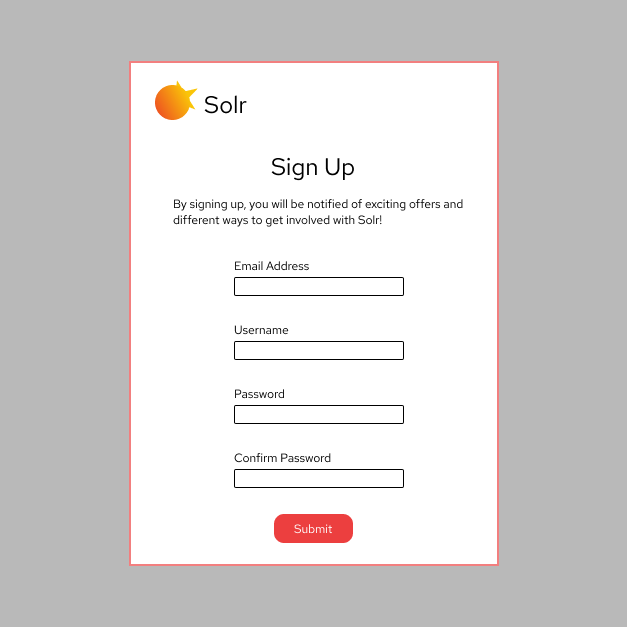 Solr
Sign Up
By signing up, you will be notified of exciting offers and
different ways to get involved with Solr!
Email Address
Username
Password
Confirm Password
Submit